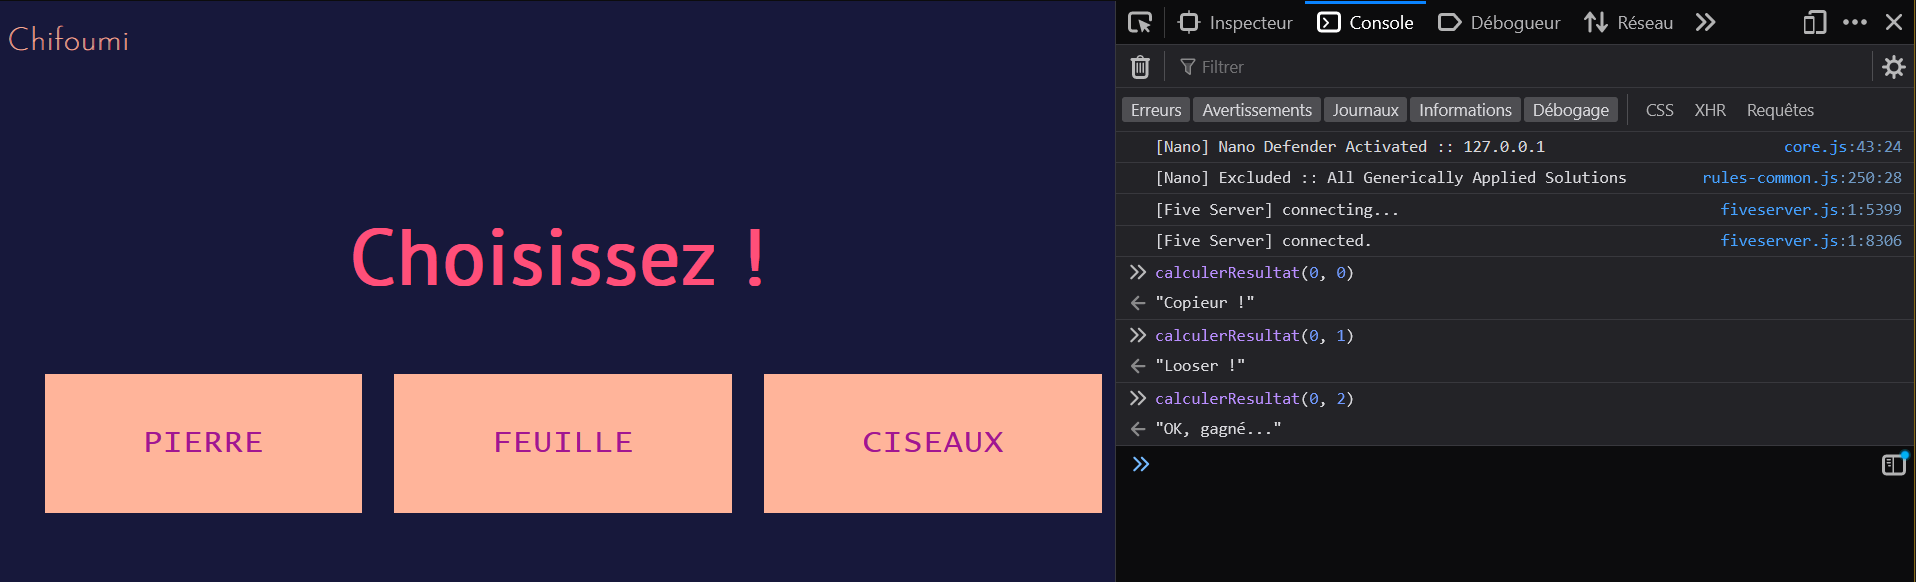 Chifoumi
Choisissez !
PIERRE
FEUILLE
CISEAUX
Inspecteur Console Débogueur Réseau
Filtrer
Erreurs Avertissements Journaux Informations Débogage CSS XHR Requêtes
[Nano] Nano Defender Activated :: 127.0.0.1 core.js:43:24
[Nano] Excluded :: All Generically Applied Solutions rules-common.js:250:28
[Five Server] connecting... fiveserver.js:1:5399
[Five Server] connected. fiveserver.js:1:8306
calculerResultat(0, 0)
"Copieur !"
calculerResultat(0, 1)
"Looser !"
calculerResultat(0, 2)
"OK, gagné..."